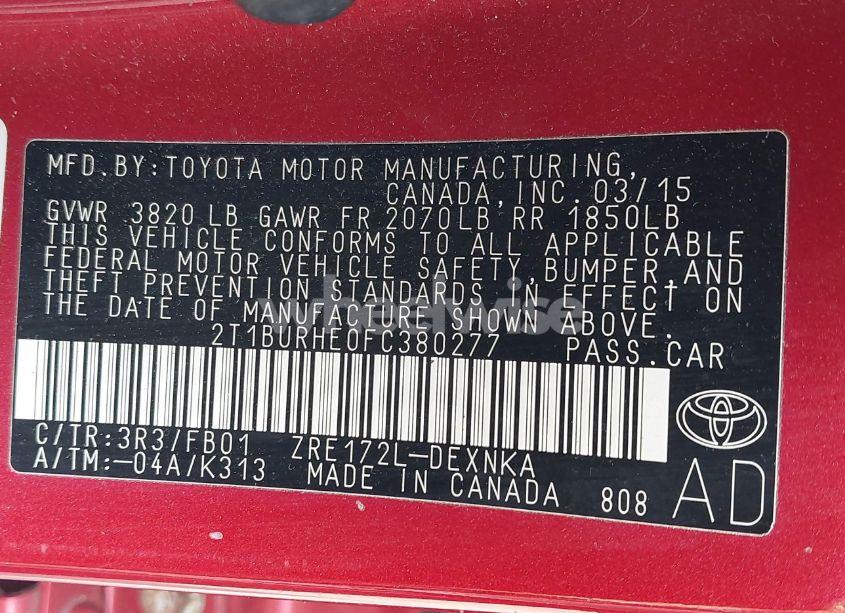 MFD.BY:TOYOTA MOTOR MANUFACTURING,
CANADA,INC.03/15
GVWR 3820 LB GAWR FR 2070LB RR 1850LB
THIS VEHICLE CONFORMS TO ALL APPLICABLE
FEDERAL MOTOR VEHICLE SAFETY,BUMPER,AND
THEFT PREVENTION STANDARDS IN EFFECT ON
THE DATE OF MANUFACTURE SHOWN ABOVE.
2T1BURHE0FC380277 PASS.CAR
C/TR:3R3/FB01 ZRE172L-DEXNKA
A/TM:-04A/K313 MADE IN CANADA 808 AD
wheelwise